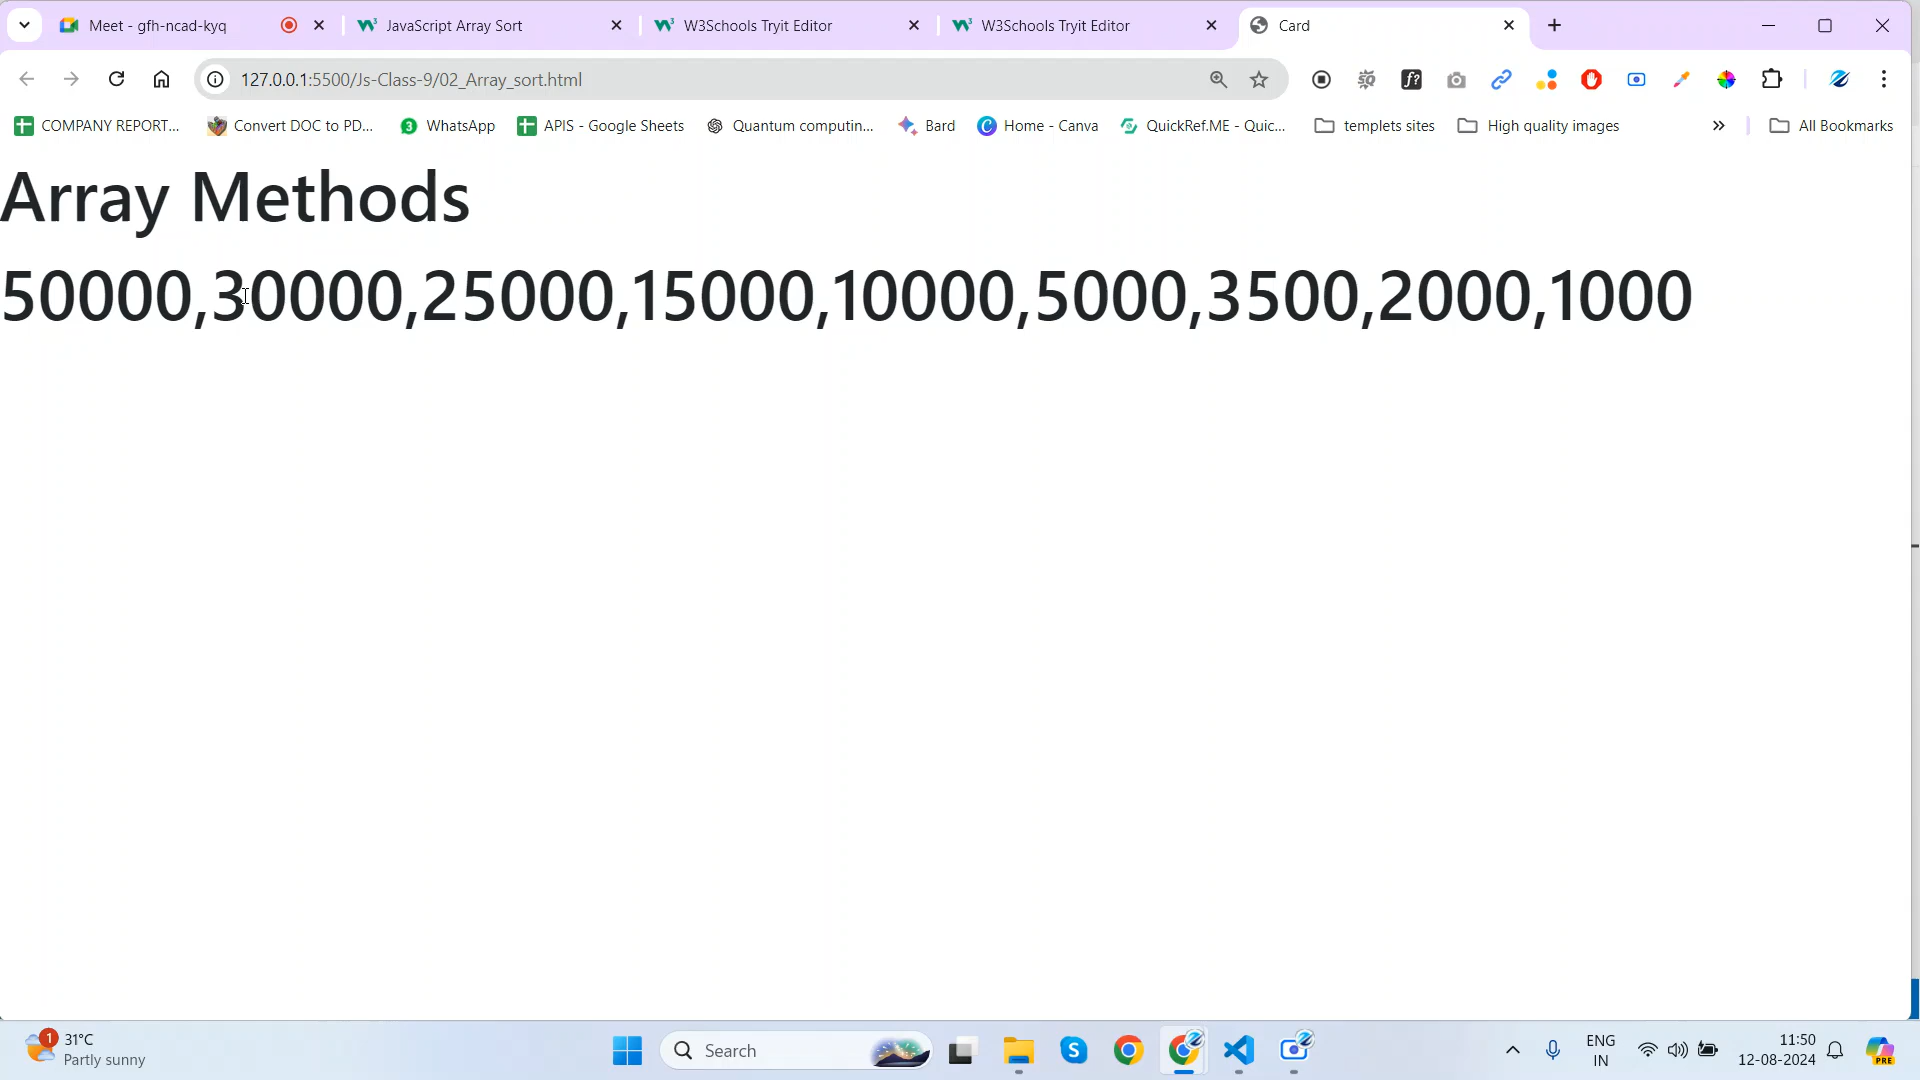 Meet - gfh-ncad-kyq
JavaScript Array Sort
W3Schools Tryit Editor
W3Schools Tryit Editor
Card
127.0.0.1:5500/Js-Class-9/02_Array_sort.html
COMPANY REPORT...
Convert DOC to PD...
3
WhatsApp
APIS - Google Sheets
Quantum computin...
Bard
Home - Canva
QuickRef.ME - Quic...
templets sites
High quality images
All Bookmarks
Array Methods
50000,30000,25000,15000,10000,5000,3500,2000,1000
1
31°C
Partly sunny
Search
ENG
IN
11:50
12-08-2024
PRE